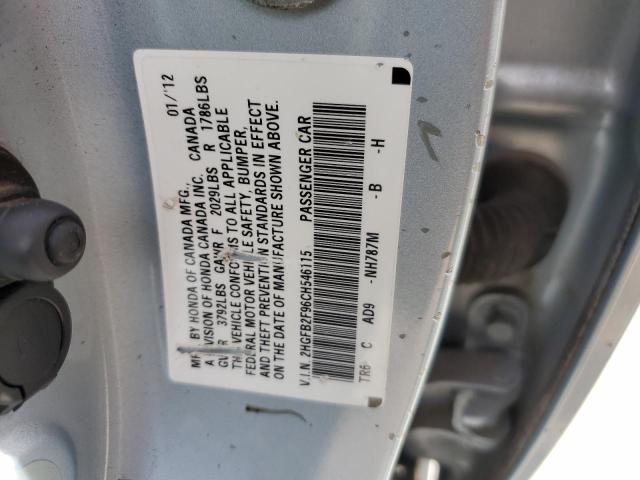 MFD. BY HONDA OF CANADA MFG., 01/'12
A DIVISION OF HONDA CANADA INC. CANADA
GVWR 3792LBS GAWR F 2029LBS R 1786LBS
THIS VEHICLE CONFORMS TO ALL APPLICABLE
FEDERAL MOTOR VEHICLE SAFETY, BUMPER,
AND THEFT PREVENTION STANDARDS IN EFFECT
ON THE DATE OF MANUFACTURE SHOWN ABOVE.
V.I.N. 2HGFB2F96CH546115 PASSENGER CAR
TR6 C AD9 -NH787M -B -H